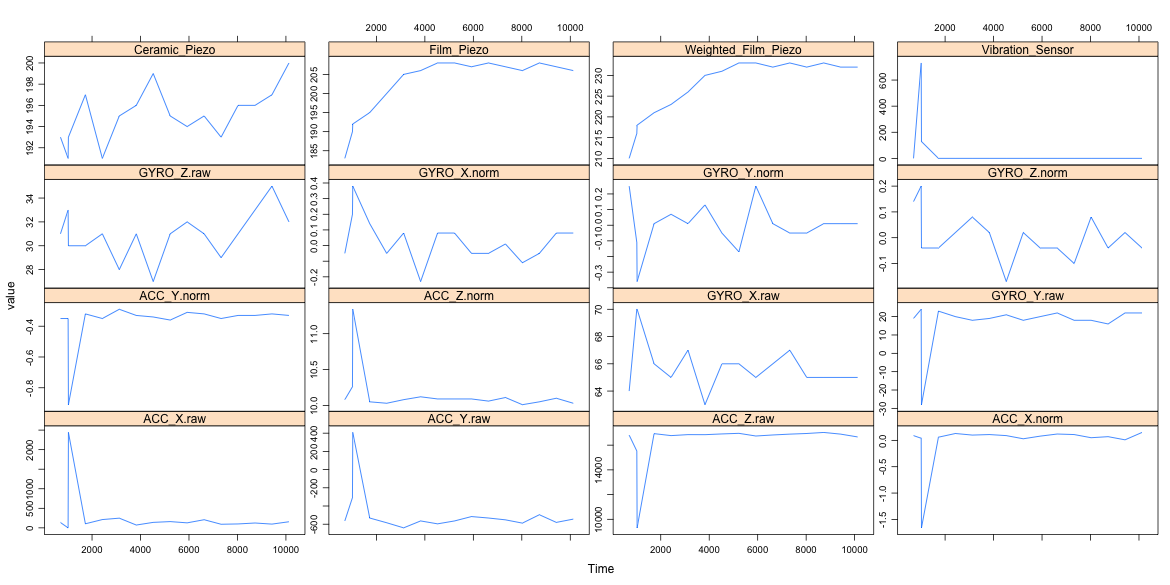 2000 4000 6000 8000 10000 2000 4000 6000 8000 10000
Ceramic_Piezo Film_Piezo Weighted_Film_Piezo Vibration_Sensor
192 194 196 198 200
185 190 195 200 205
210 215 220 225 230
0 200 400 600
GYRO_Z.raw GYRO_X.norm GYRO_Y.norm GYRO_Z.norm
28 30 32 34
-0.2 0.0 0.1 0.2 0.3 0.4
-0.3 -0.1 0.0 0.1 0.2
-0.1 0.0 0.1 0.2
ACC_Y.norm ACC_Z.norm GYRO_X.raw GYRO_Y.raw
-0.8 -0.6 -0.4
10.0 10.5 11.0
64 66 68 70
-30 -20 -10 0 10 20
ACC_X.raw ACC_Y.raw ACC_Z.raw ACC_X.norm
0 500 1000 2000
-600 -200 0 200 400
10000 14000
-1.5 -1.0 -0.5 0.0
2000 4000 6000 8000 10000 2000 4000 6000 8000 10000
value
Time